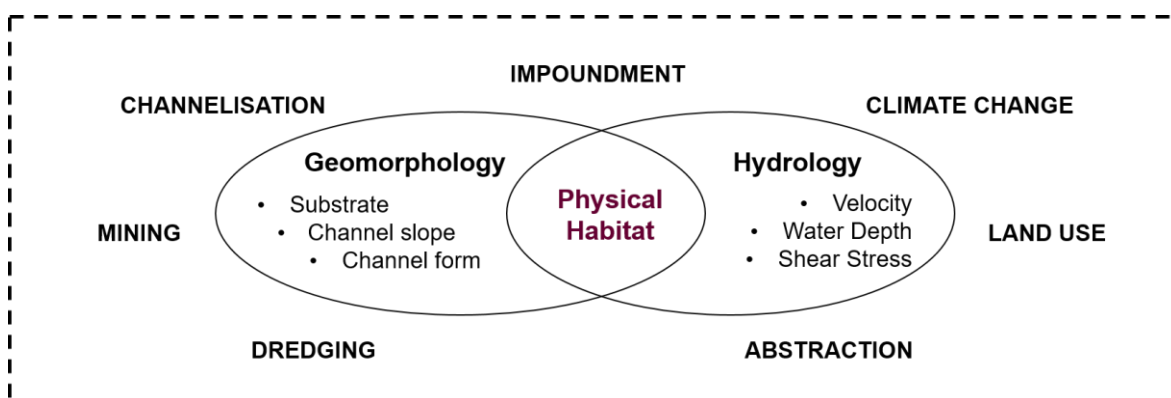 IMPOUNDMENT
CHANNELISATION
CLIMATE CHANGE
Geomorphology
• Substrate
• Channel slope
• Channel form
Physical
Habitat
Hydrology
• Velocity
• Water Depth
• Shear Stress
MINING
LAND USE
DREDGING
ABSTRACTION